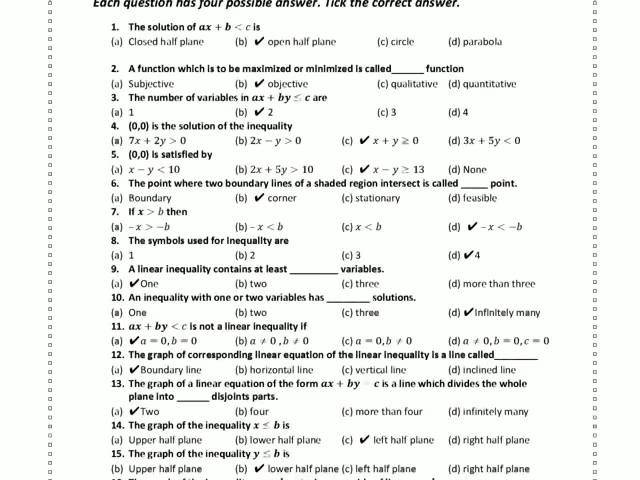 Each question has four possible answer. Tick the correct answer.
1. The solution of ax + b < c is
(a) Closed half plane (b) ✔ open half plane (c) circle (d) parabola
2. A function which is to be maximized or minimized is called______ function
(a) Subjective (b) ✔ objective (c) qualitative (d) quantitative
3. The number of variables in ax + by ≤ c are
(a) 1 (b) ✔ 2 (c) 3 (d) 4
4. (0,0) is the solution of the inequality
(a) 7x + 2y > 0 (b) 2x − y > 0 (c) ✔ x + y ≥ 0 (d) 3x + 5y < 0
5. (0,0) is satisfied by
(a) x − y < 10 (b) 2x + 5y > 10 (c) ✔ x − y ≥ 13 (d) None
6. The point where two boundary lines of a shaded region intersect is called _____ point.
(a) Boundary (b) ✔ corner (c) stationary (d) feasible
7. If x > b then
(a) −x > −b (b) −x < b (c) x < b (d) ✔ −x < −b
8. The symbols used for inequality are
(a) 1 (b) 2 (c) 3 (d) ✔4
9. A linear inequality contains at least _________ variables.
(a) ✔One (b) two (c) three (d) more than three
10. An inequality with one or two variables has ________ solutions.
(a) One (b) two (c) three (d) ✔Infinitely many
11. ax + by < c is not a linear inequality if
(a) ✔ a = 0, b = 0 (b) a ≠ 0, b ≠ 0 (c) a = 0, b ≠ 0 (d) a ≠ 0, b = 0, c = 0
12. The graph of corresponding linear equation of the linear inequality is a line called________
(a) ✔Boundary line (b) horizontal line (c) vertical line (d) inclined line
13. The graph of a linear equation of the form ax + by = c is a line which divides the whole
plane into ______ disjoints parts.
(a) ✔Two (b) four (c) more than four (d) infinitely many
14. The graph of the inequality x ≤ b is
(a) Upper half plane (b) lower half plane (c) ✔ left half plane (d) right half plane
15. The graph of the inequality y ≤ b is
(b) Upper half plane (b) ✔ lower half plane (c) left half plane (d) right half plane